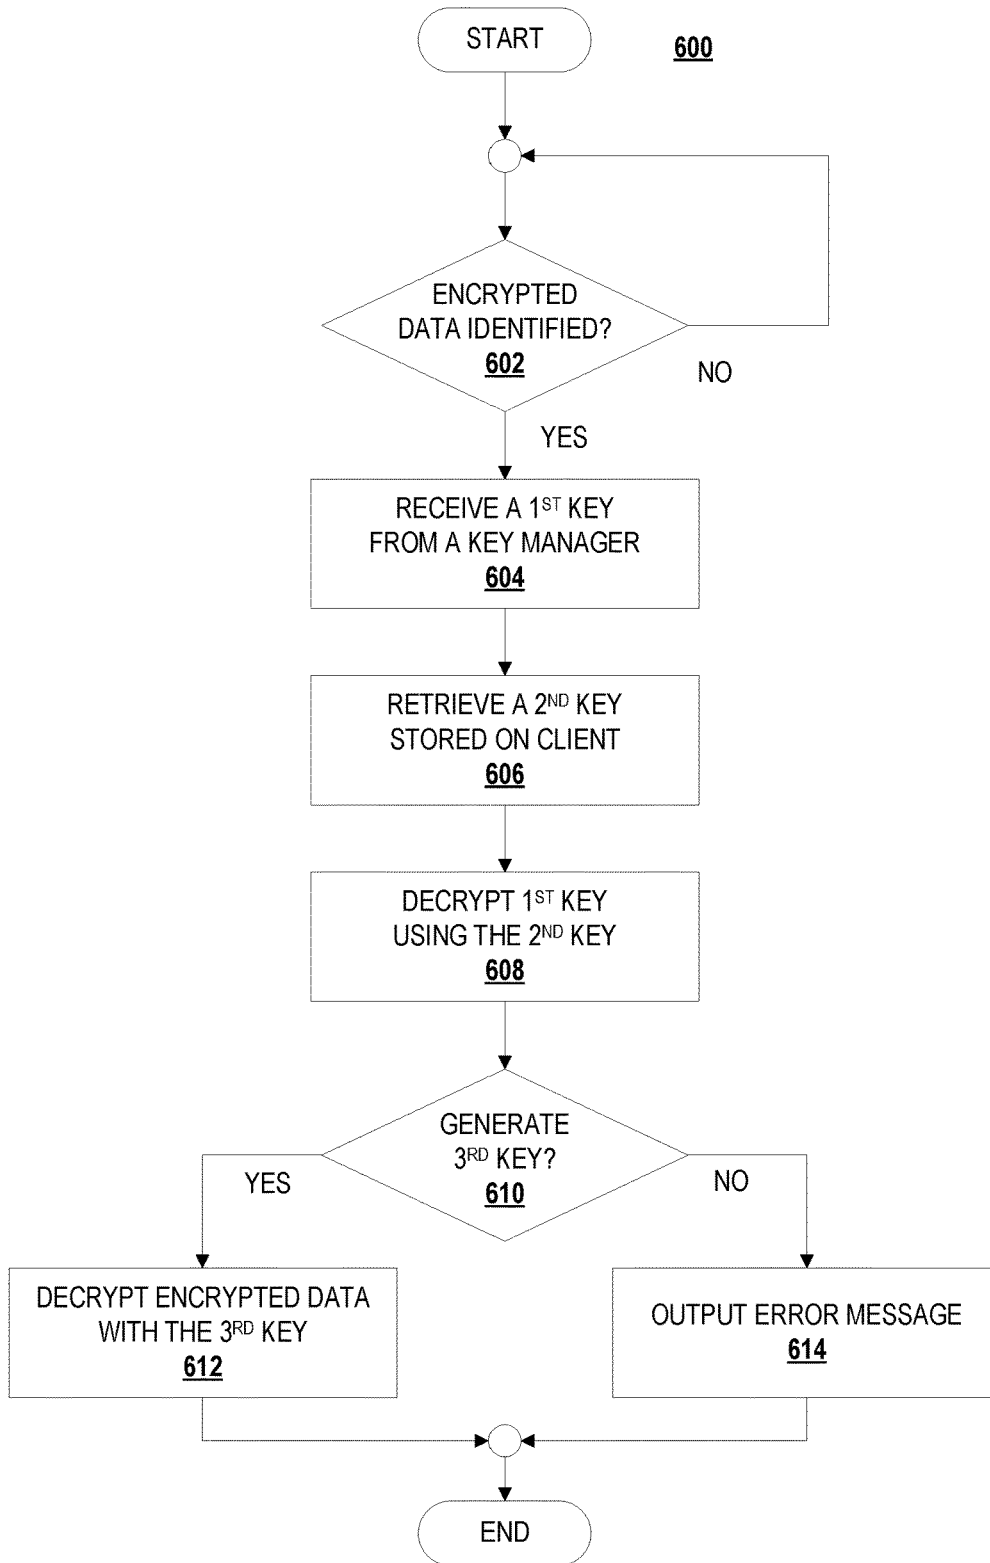 START
600
ENCRYPTED
DATA IDENTIFIED?
602
NO
YES
RECEIVE A 1ST KEY
FROM A KEY MANAGER
604
RETRIEVE A 2ND KEY
STORED ON CLIENT
606
DECRYPT 1ST KEY
USING THE 2ND KEY
608
GENERATE
3RD KEY?
610
YES
NO
DECRYPT ENCRYPTED DATA
WITH THE 3RD KEY
612
OUTPUT ERROR MESSAGE
614
END